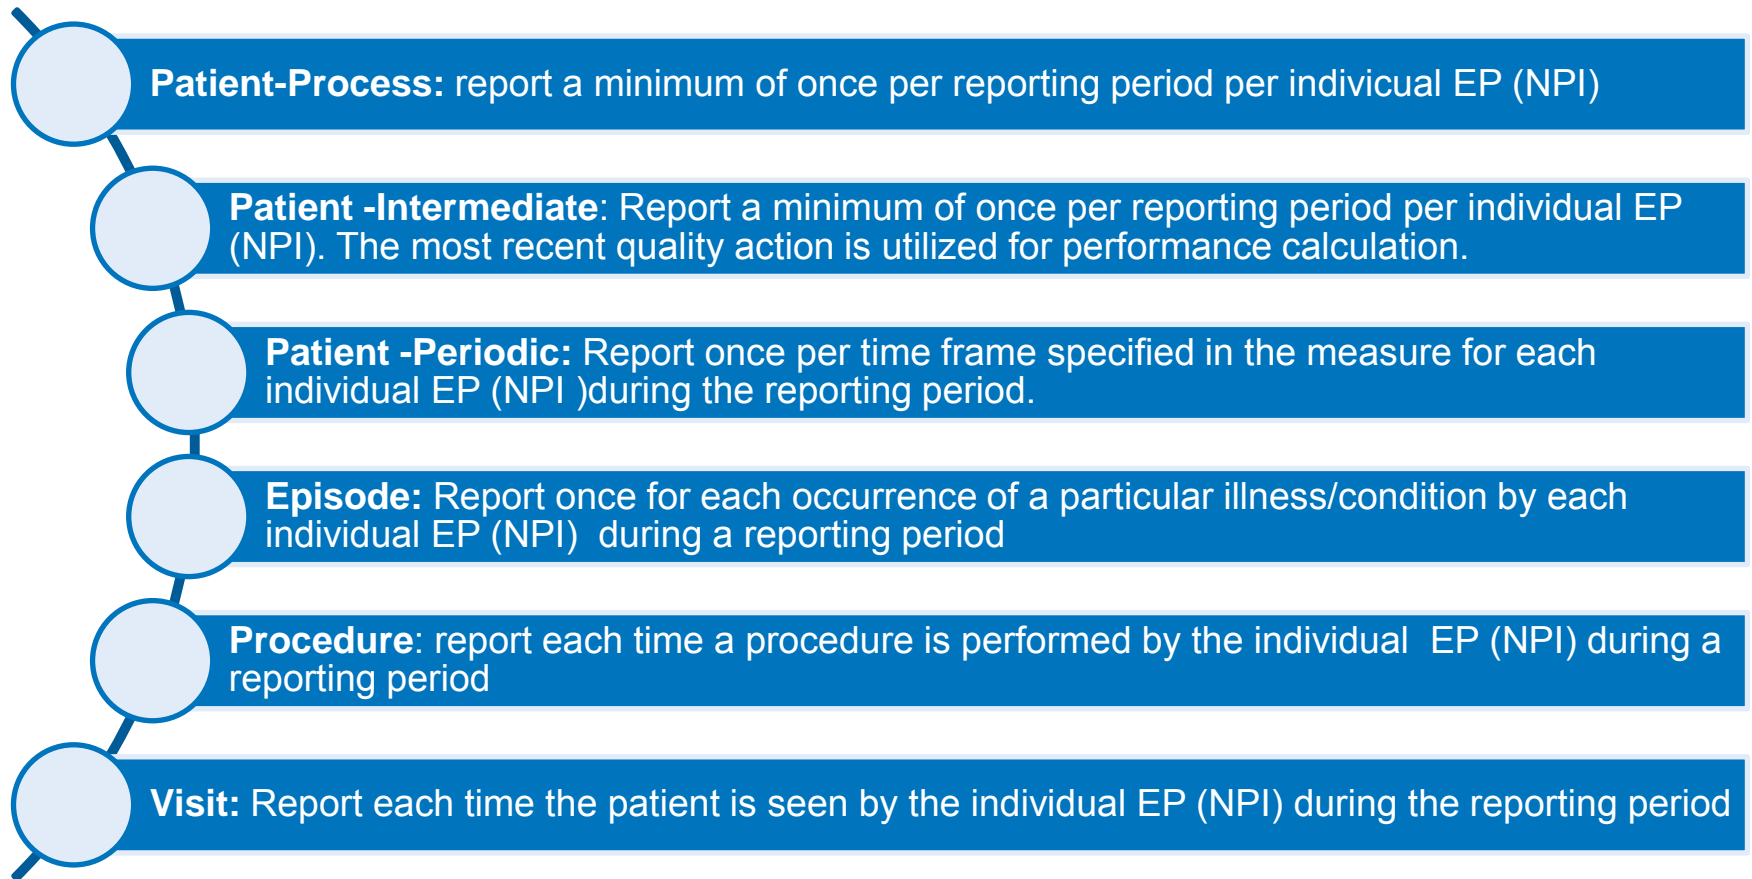 Patient-Process: report a minimum of once per reporting period per indivicual EP (NPI)
Patient -Intermediate: Report a minimum of once per reporting period per individual EP
(NPI). The most recent quality action is utilized for performance calculation.
Patient -Periodic: Report once per time frame specified in the measure for each
individual EP (NPI )during the reporting period.
Episode: Report once for each occurrence of a particular illness/condition by each
individual EP (NPI)  during a reporting period
Procedure: report each time a procedure is performed by the individual  EP (NPI) during a
reporting period
Visit: Report each time the patient is seen by the individual EP (NPI) during the reporting period